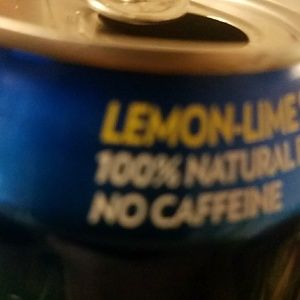 LEMON-LIME
100% NATURAL
NO CAFFEINE